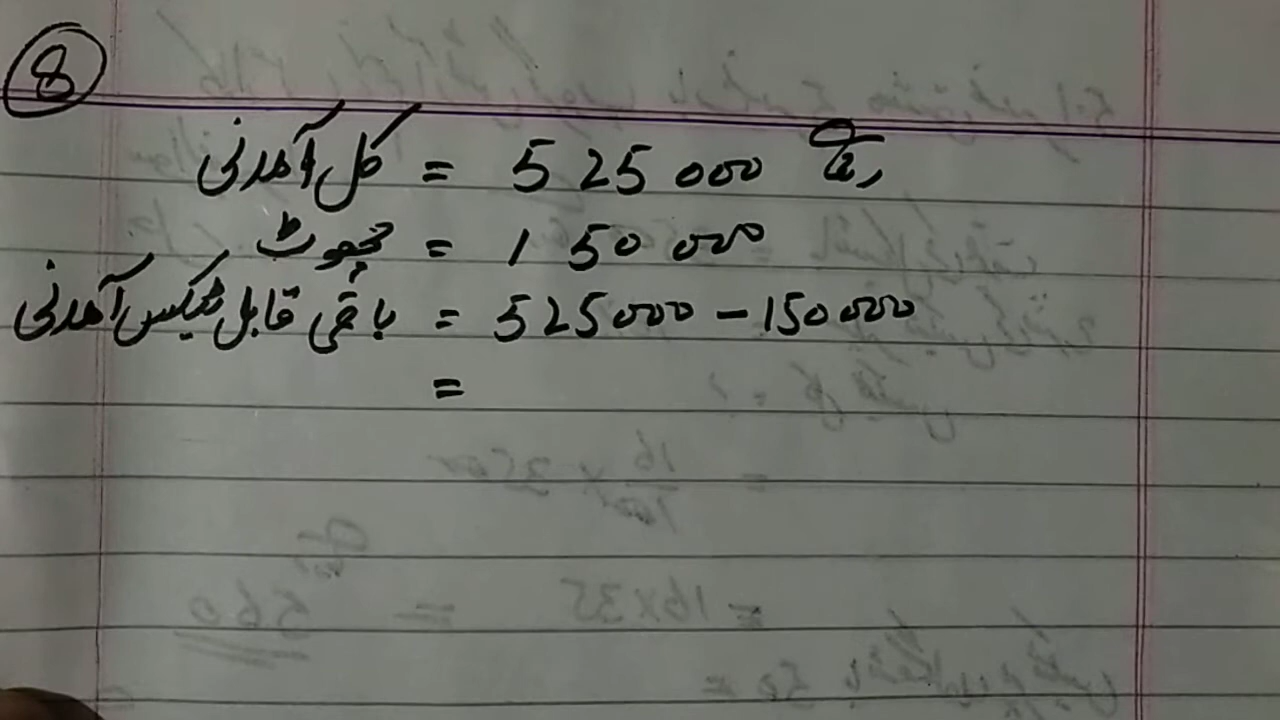 8
کل آمدنی = 525000 روپے
چھوٹ = 150000
باقی قابل ٹیکس آمدنی = 525000 - 150000
=